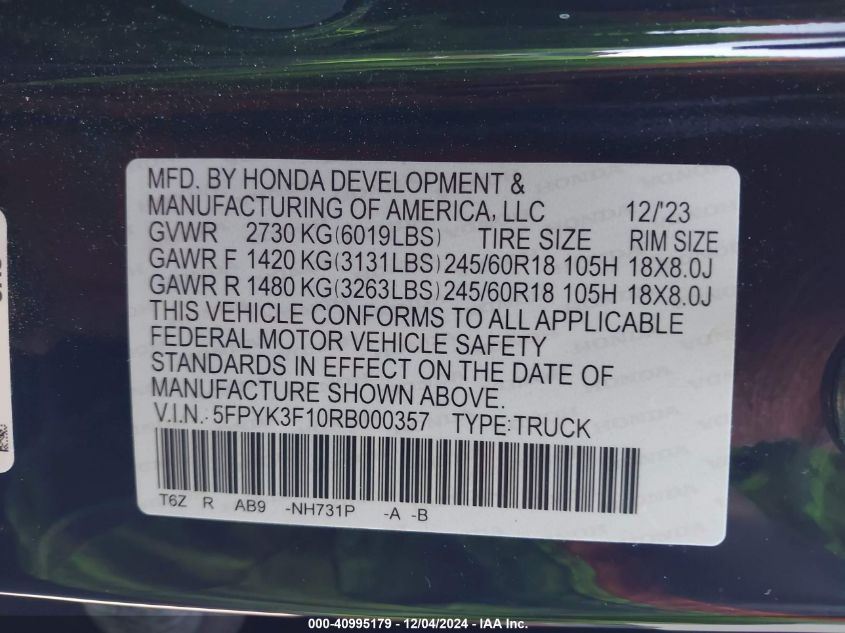 MFD. BY HONDA DEVELOPMENT &
MANUFACTURING OF AMERICA, LLC 12/'23
GVWR 2730 KG(6019LBS) TIRE SIZE RIM SIZE
GAWR F 1420 KG(3131LBS) 245/60R18 105H 18X8.0J
GAWR R 1480 KG(3263LBS) 245/60R18 105H 18X8.0J
THIS VEHICLE CONFORMS TO ALL APPLICABLE
FEDERAL MOTOR VEHICLE SAFETY
STANDARDS IN EFFECT ON THE DATE OF
MANUFACTURE SHOWN ABOVE.
V.I.N.: 5FPYK3F10RB000357 TYPE: TRUCK
T6Z R AB9 -NH731P -A -B
000-40995179 - 12/04/2024 - IAA Inc.